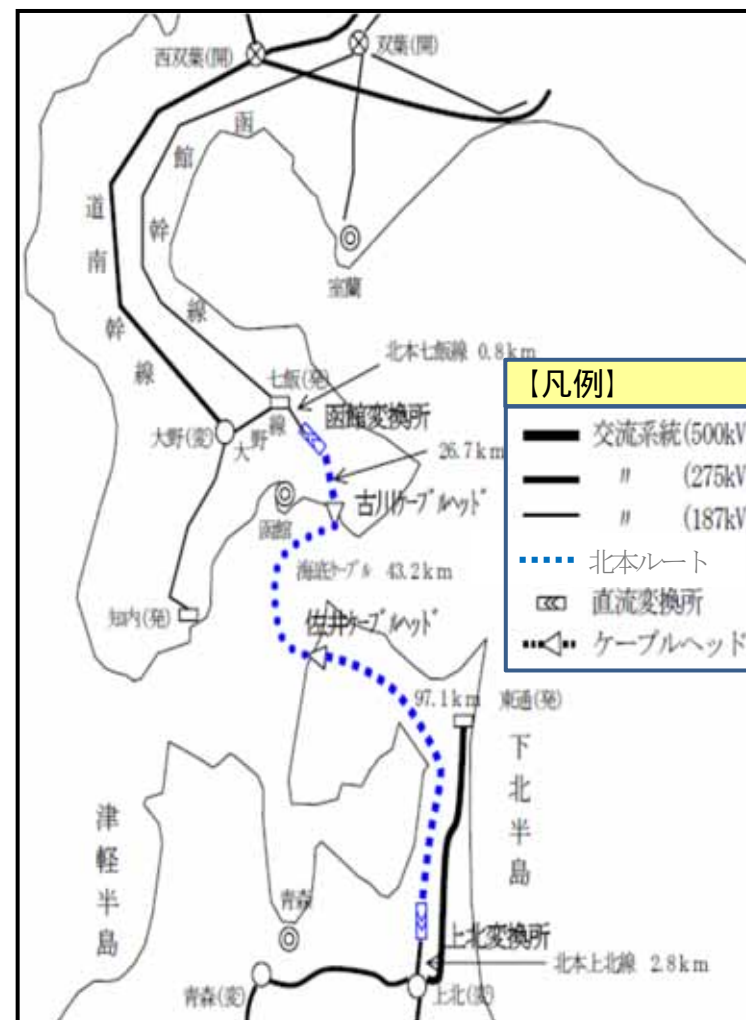 西双葉(開)
双葉(開)
函館幹線
道南幹線
室蘭
北本七飯線 0.8km
七飯(発)
函館変換所
大野(変)
大野線
26.7km
古川ケーブルヘッド
函館
海底ケーブル 43.2km
知内(発)
佐井ケーブルヘッド
97.1km
東通(発)
下北半島
津軽半島
青森
上北変換所
北本上北線 2.8km
青森(変)
上北(変)
【凡例】
交流系統(500kV
〃 (275kV
〃 (187kV
北本ルート
直流変換所
ケーブルヘッド